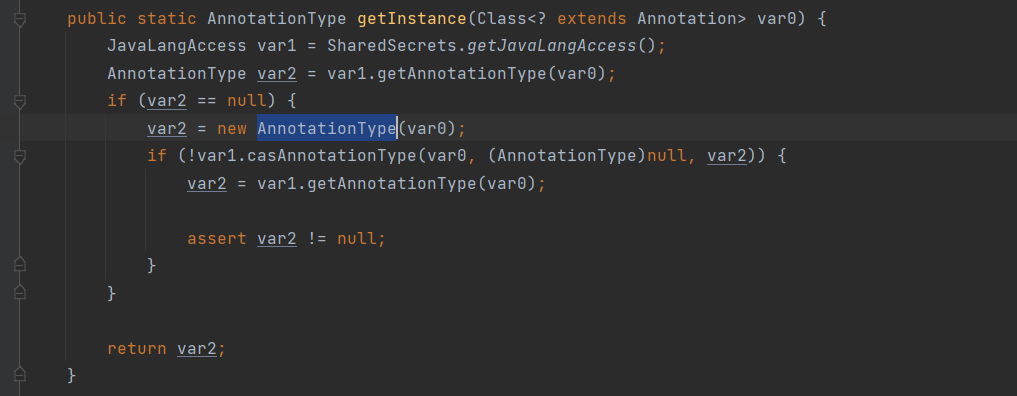 public static AnnotationType getInstance(Class<? extends Annotation> var0) {
JavaLangAccess var1 = SharedSecrets.getJavaLangAccess();
AnnotationType var2 = var1.getAnnotationType(var0);
if (var2 == null) {
var2 = new AnnotationType(var0);
if (!var1.casAnnotationType(var0, (AnnotationType)null, var2)) {
var2 = var1.getAnnotationType(var0);
assert var2 != null;
}
}
return var2;
}